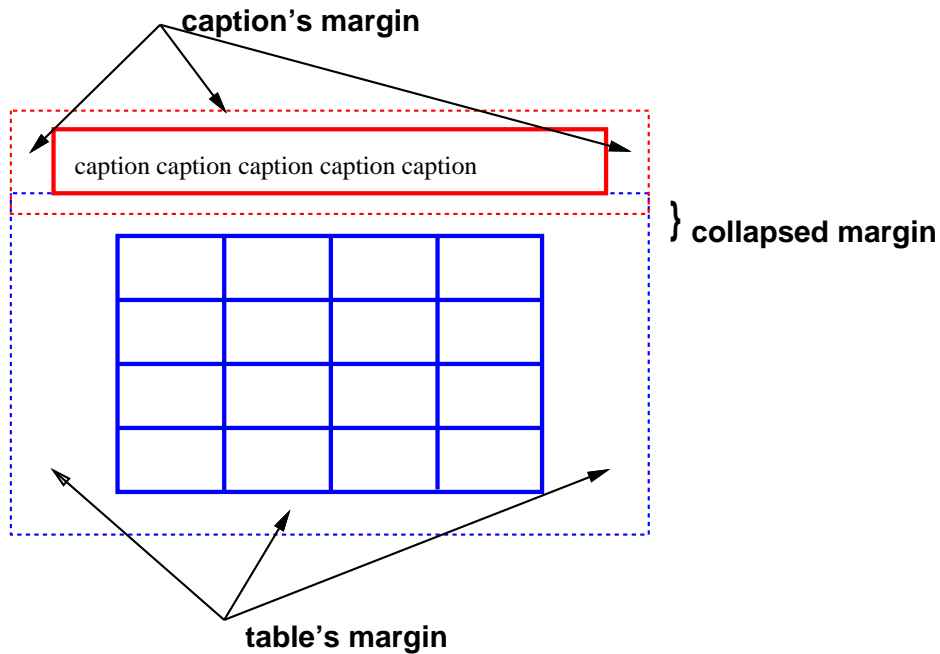 caption's margin
caption caption caption caption caption
} collapsed margin
table's margin